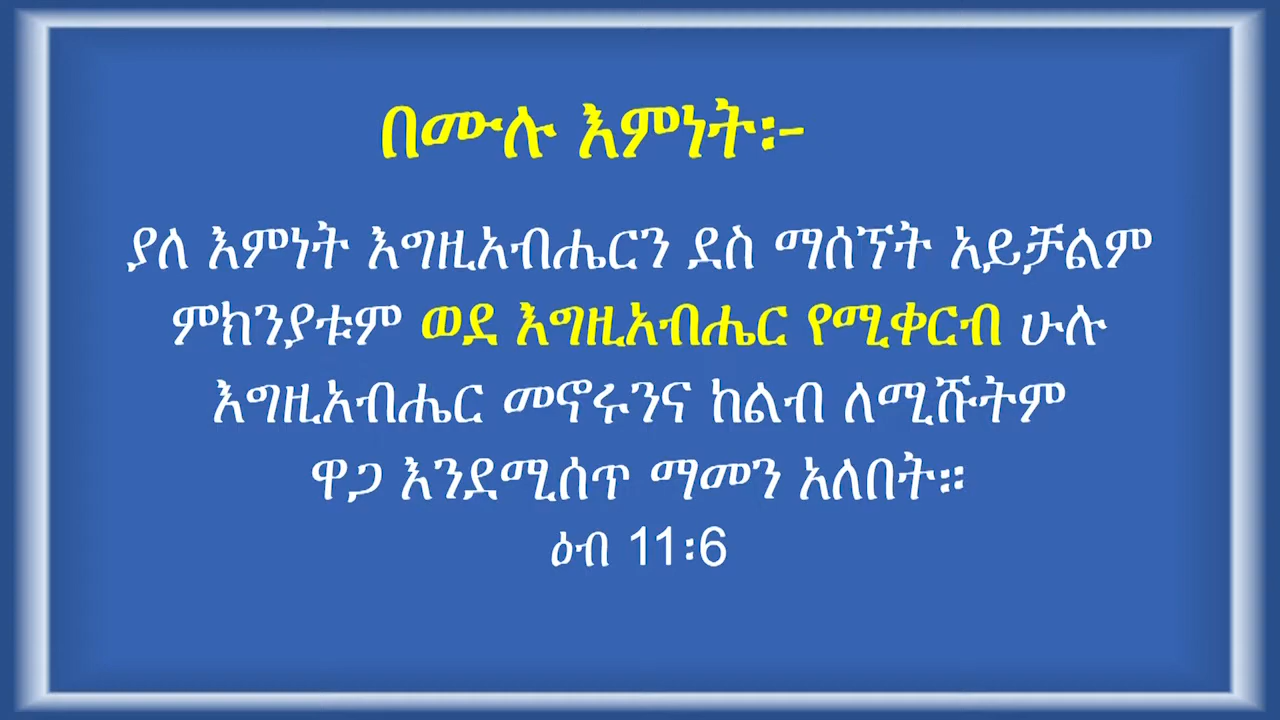 በሙሉ እምነት፡-
ያለ እምነት እግዚአብሔርን ደስ ማሰኘት አይቻልም
ምክንያቱም ወደ እግዚአብሔር የሚቀርብ ሁሉ
እግዚአብሔር መኖሩንና ከልብ ለሚሹትም
ዋጋ እንደሚሰጥ ማመን አለበት።
ዕብ 11፡6